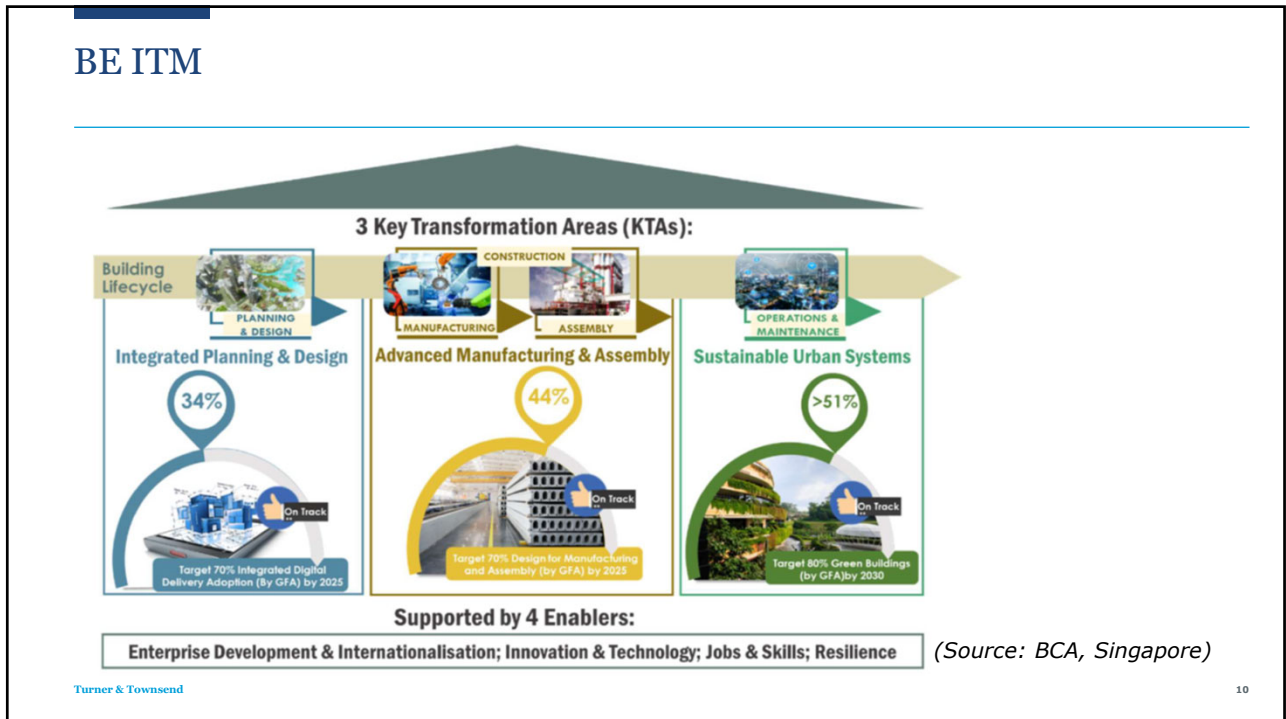 BE ITM
3 Key Transformation Areas (KTAs):
Building
Lifecycle
PLANNING
& DESIGN
CONSTRUCTION
MANUFACTURING
ASSEMBLY
OPERATIONS &
MAINTENANCE
Integrated Planning & Design
34%
On Track
Target 70% Integrated Digital
Delivery Adoption (By GFA) by 2025
Advanced Manufacturing & Assembly
44%
On Track
Target 70% Design for Manufacturing
and Assembly (by GFA) by 2025
Sustainable Urban Systems
>51%
On Track
Target 80% Green Buildings
(by GFA)by 2030
Supported by 4 Enablers:
Enterprise Development & Internationalisation; Innovation & Technology; Jobs & Skills; Resilience
(Source: BCA, Singapore)
Turner & Townsend
10